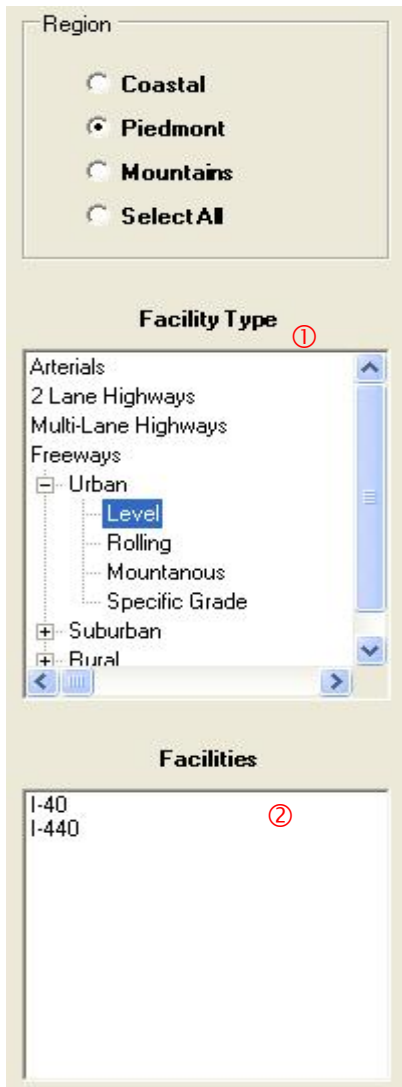 Region
Coastal
Piedmont
Mountains
Select All
Facility Type
①
Arterials
2 Lane Highways
Multi-Lane Highways
Freeways
Urban
Level
Rolling
Mountanous
Specific Grade
Suburban
Rural
Facilities
I-40
②
I-440